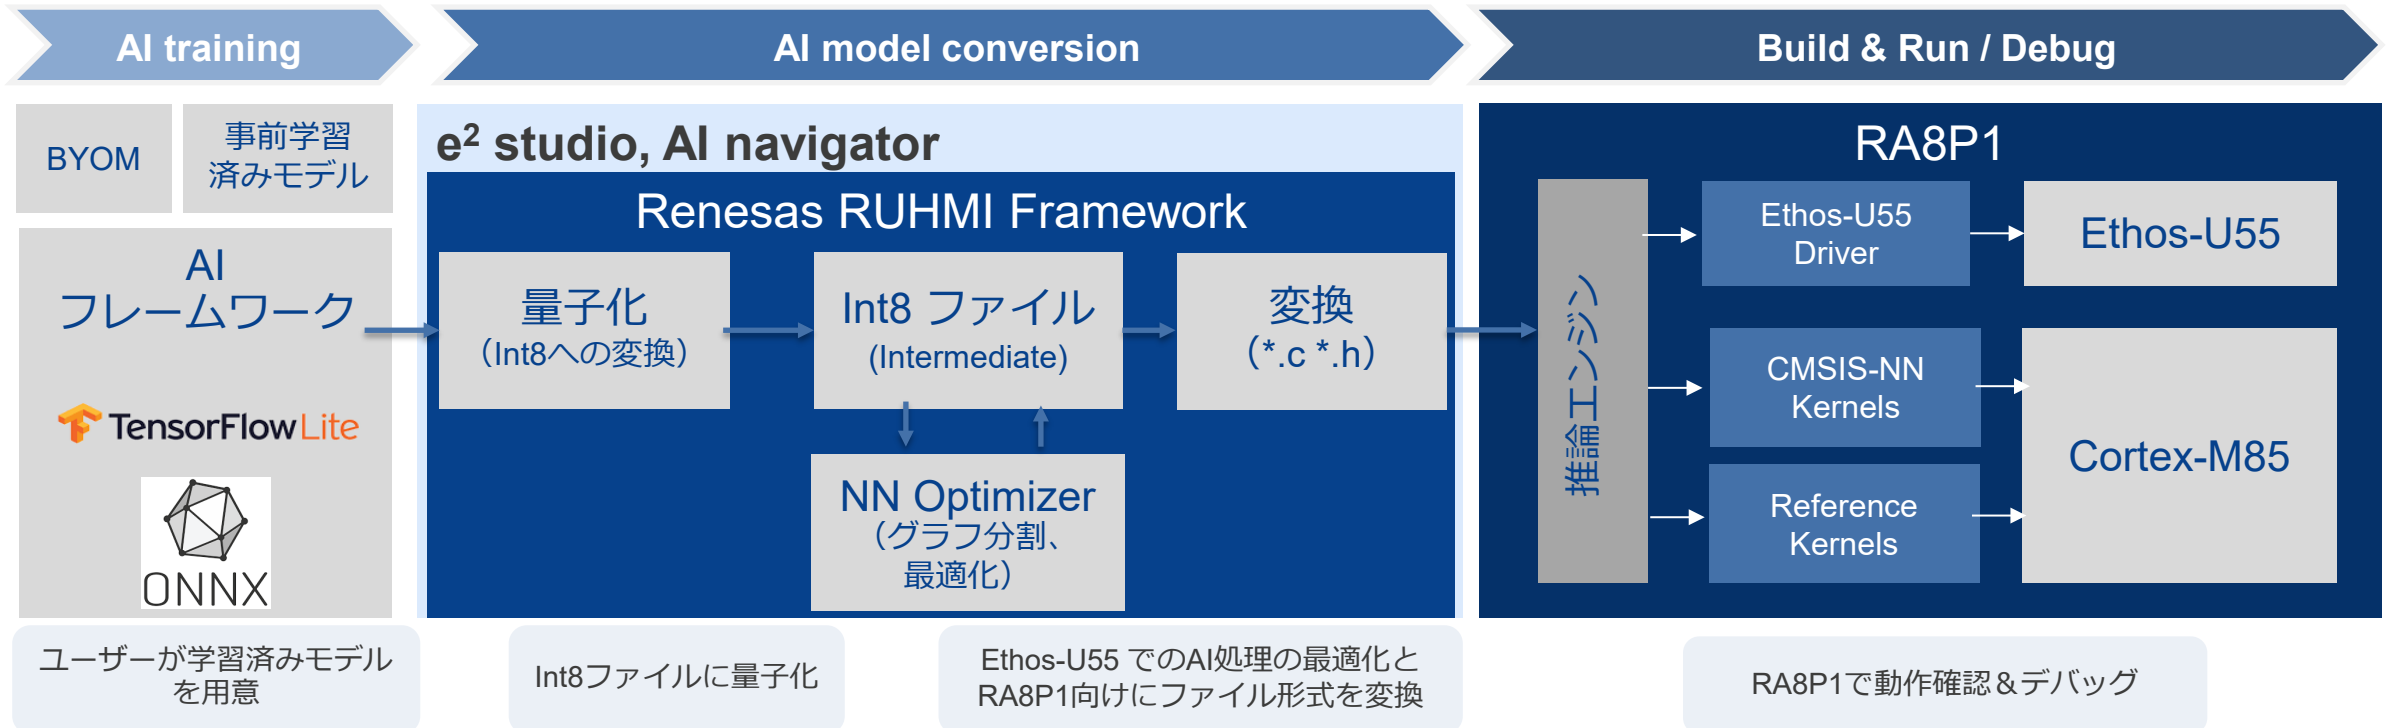 AI training
AI model conversion
Build & Run / Debug
BYOM
事前学習
済みモデル
AI
フレームワーク
TensorFlow Lite
ONNX
e² studio, AI navigator
Renesas RUHMI Framework
量子化
（Int8への変換）
Int8 ファイル
(Intermediate)
変換
（*.c *.h）
NN Optimizer
（グラフ分割、
最適化）
RA8P1
推論エンジン
Ethos-U55
Driver
Ethos-U55
CMSIS-NN
Kernels
Reference
Kernels
Cortex-M85
ユーザーが学習済みモデル
を用意
Int8ファイルに量子化
Ethos-U55 でのAI処理の最適化と
RA8P1向けにファイル形式を変換
RA8P1で動作確認＆デバッグ